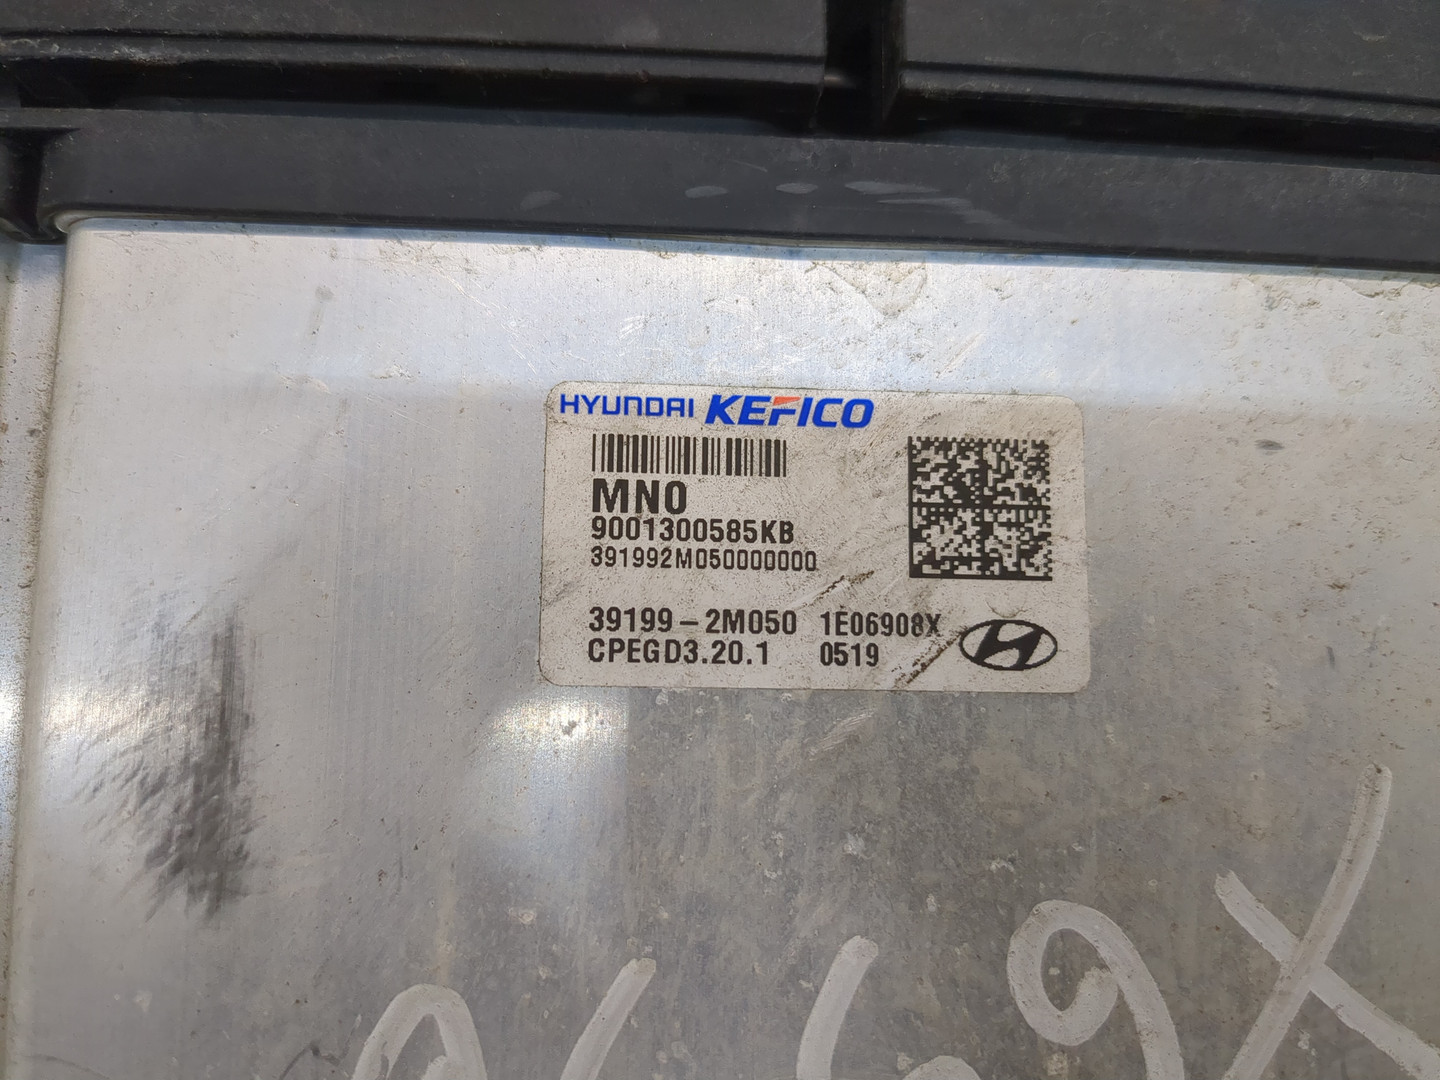 HYUNDAI KEFICO
MN0
9001300585KB
391992M050000000
39199-2M050 1E06908X
CPEGD3.20.1 0519